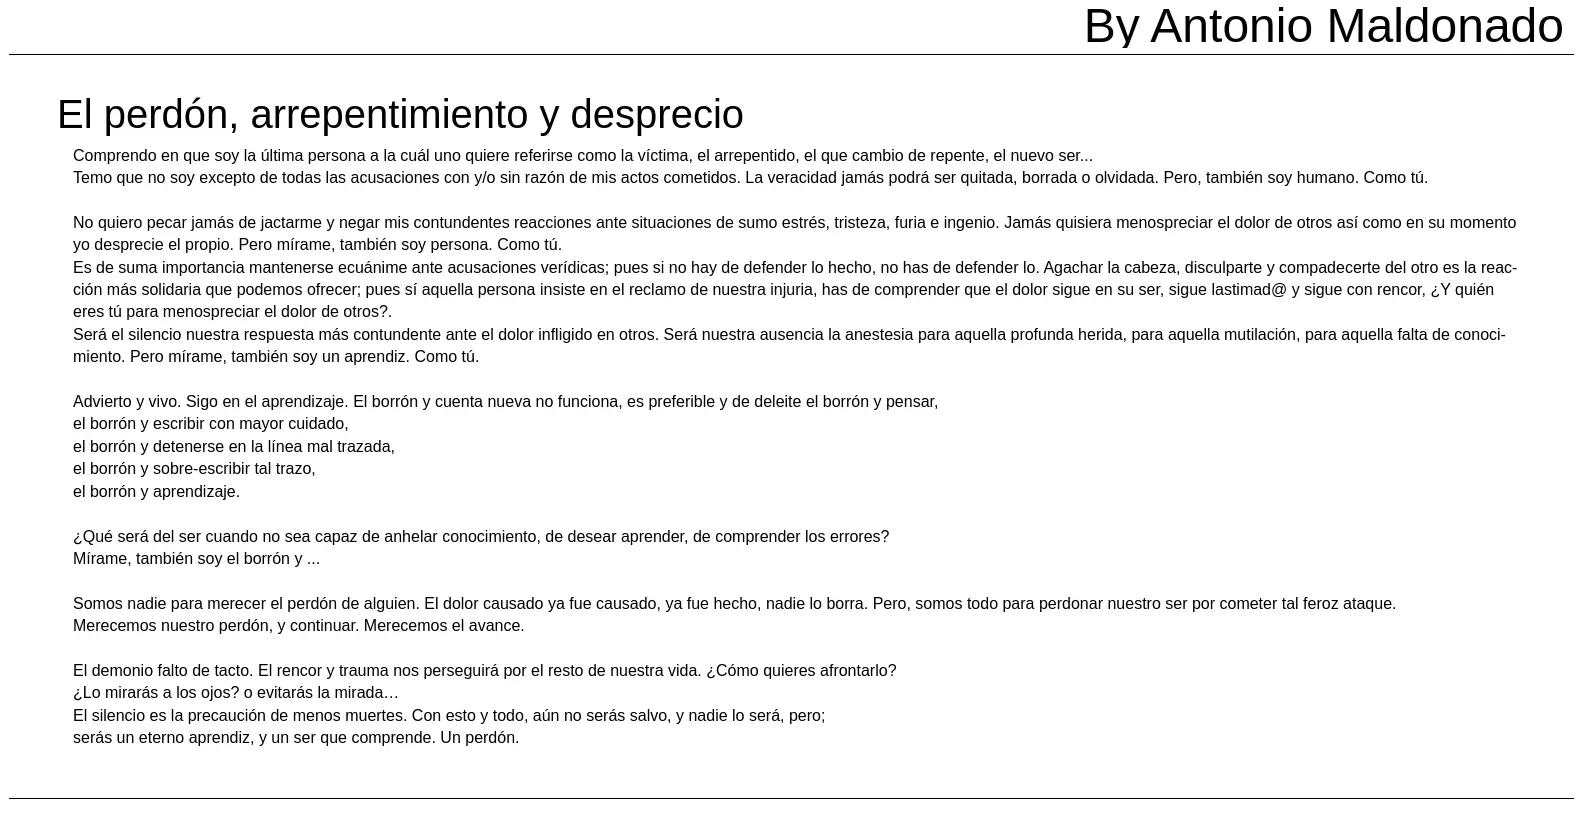 By Antonio Maldonado
El perdón, arrepentimiento y desprecio
Comprendo en que soy la última persona a la cuál uno quiere referirse como la víctima, el arrepentido, el que cambio de repente, el nuevo ser...
Temo que no soy excepto de todas las acusaciones con y/o sin razón de mis actos cometidos. La veracidad jamás podrá ser quitada, borrada o olvidada. Pero, también soy humano. Como tú.
No quiero pecar jamás de jactarme y negar mis contundentes reacciones ante situaciones de sumo estrés, tristeza, furia e ingenio. Jamás quisiera menospreciar el dolor de otros así como en su momento
yo desprecie el propio. Pero mírame, también soy persona. Como tú.
Es de suma importancia mantenerse ecuánime ante acusaciones verídicas; pues si no hay de defender lo hecho, no has de defender lo. Agachar la cabeza, disculparte y compadecerte del otro es la reac-
ción más solidaria que podemos ofrecer; pues sí aquella persona insiste en el reclamo de nuestra injuria, has de comprender que el dolor sigue en su ser, sigue lastimad@ y sigue con rencor, ¿Y quién
eres tú para menospreciar el dolor de otros?.
Será el silencio nuestra respuesta más contundente ante el dolor infligido en otros. Será nuestra ausencia la anestesia para aquella profunda herida, para aquella mutilación, para aquella falta de conoci-
miento. Pero mírame, también soy un aprendiz. Como tú.
Advierto y vivo. Sigo en el aprendizaje. El borrón y cuenta nueva no funciona, es preferible y de deleite el borrón y pensar,
el borrón y escribir con mayor cuidado,
el borrón y detenerse en la línea mal trazada,
el borrón y sobre-escribir tal trazo,
el borrón y aprendizaje.
¿Qué será del ser cuando no sea capaz de anhelar conocimiento, de desear aprender, de comprender los errores?
Mírame, también soy el borrón y ...
Somos nadie para merecer el perdón de alguien. El dolor causado ya fue causado, ya fue hecho, nadie lo borra. Pero, somos todo para perdonar nuestro ser por cometer tal feroz ataque.
Merecemos nuestro perdón, y continuar. Merecemos el avance.
El demonio falto de tacto. El rencor y trauma nos perseguirá por el resto de nuestra vida. ¿Cómo quieres afrontarlo?
¿Lo mirarás a los ojos? o evitarás la mirada…
El silencio es la precaución de menos muertes. Con esto y todo, aún no serás salvo, y nadie lo será, pero;
serás un eterno aprendiz, y un ser que comprende. Un perdón.